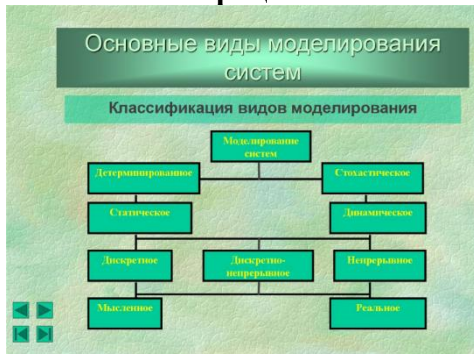 Основные виды моделирования
систем
Классификация видов моделирования
Моделирование
систем
Детерминированное
Стохастическое
Статическое
Динамическое
Дискретное
Дискретно-
непрерывное
Непрерывное
Мысленное
Реальное